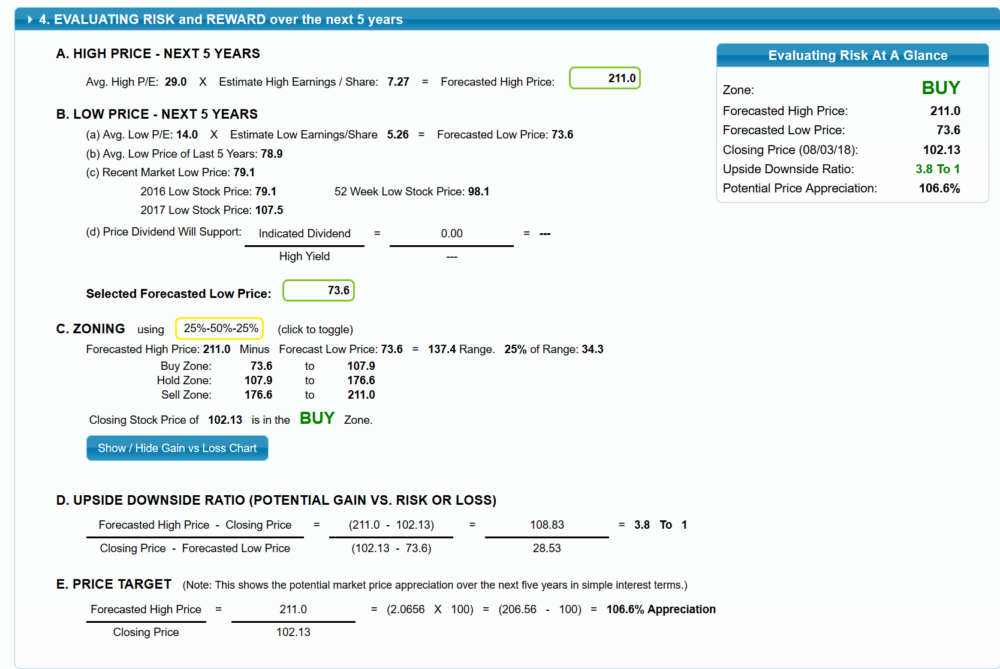 4. EVALUATING RISK and REWARD over the next 5 years
A. HIGH PRICE - NEXT 5 YEARS
Avg. High P/E: 29.0 X Estimate High Earnings / Share: 7.27 = Forecasted High Price: 211.0
B. LOW PRICE - NEXT 5 YEARS
(a) Avg. Low P/E: 14.0 X Estimate Low Earnings/Share 5.26 = Forecasted Low Price: 73.6
(b) Avg. Low Price of Last 5 Years: 78.9
(c) Recent Market Low Price: 79.1
2016 Low Stock Price: 79.1 52 Week Low Stock Price: 98.1
2017 Low Stock Price: 107.5
(d) Price Dividend Will Support: Indicated Dividend = 0.00 = ---
High Yield ---
Selected Forecasted Low Price: 73.6
C. ZONING using 25%-50%-25% (click to toggle)
Forecasted High Price: 211.0 Minus Forecast Low Price: 73.6 = 137.4 Range. 25% of Range: 34.3
Buy Zone: 73.6 to 107.9
Hold Zone: 107.9 to 176.6
Sell Zone: 176.6 to 211.0
Closing Stock Price of 102.13 is in the BUY Zone.
Show / Hide Gain vs Loss Chart
D. UPSIDE DOWNSIDE RATIO (POTENTIAL GAIN VS. RISK OR LOSS)
Forecasted High Price - Closing Price = (211.0 - 102.13) = 108.83 = 3.8 To 1
Closing Price - Forecasted Low Price (102.13 - 73.6) 28.53
E. PRICE TARGET (Note: This shows the potential market price appreciation over the next five years in simple interest terms.)
Forecasted High Price = 211.0 = (2.0656 X 100) = (206.56 - 100) = 106.6% Appreciation
Closing Price 102.13
Evaluating Risk At A Glance
Zone: BUY
Forecasted High Price: 211.0
Forecasted Low Price: 73.6
Closing Price (08/03/18): 102.13
Upside Downside Ratio: 3.8 To 1
Potential Price Appreciation: 106.6%